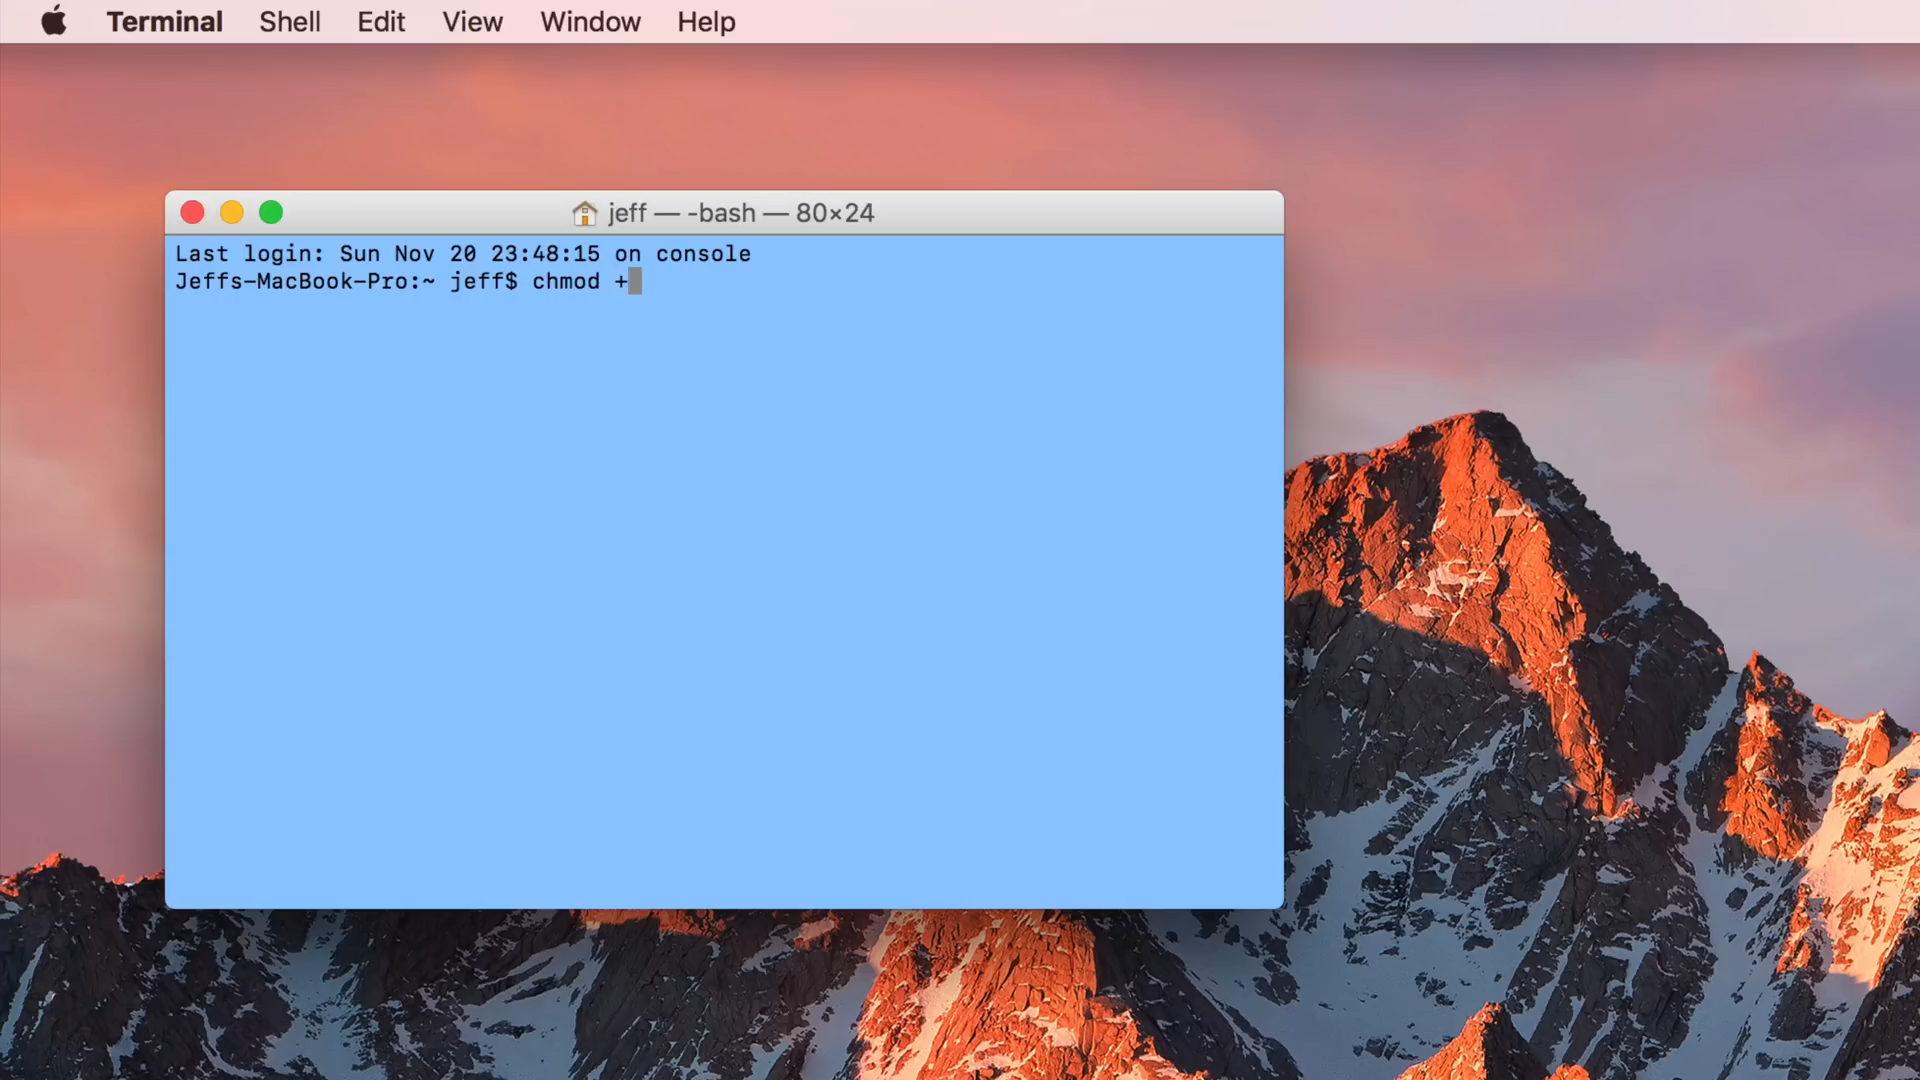 Terminal Shell Edit View Window Help
jeff — -bash — 80×24
Last login: Sun Nov 20 23:48:15 on console
Jeffs-MacBook-Pro:~ jeff$ chmod +